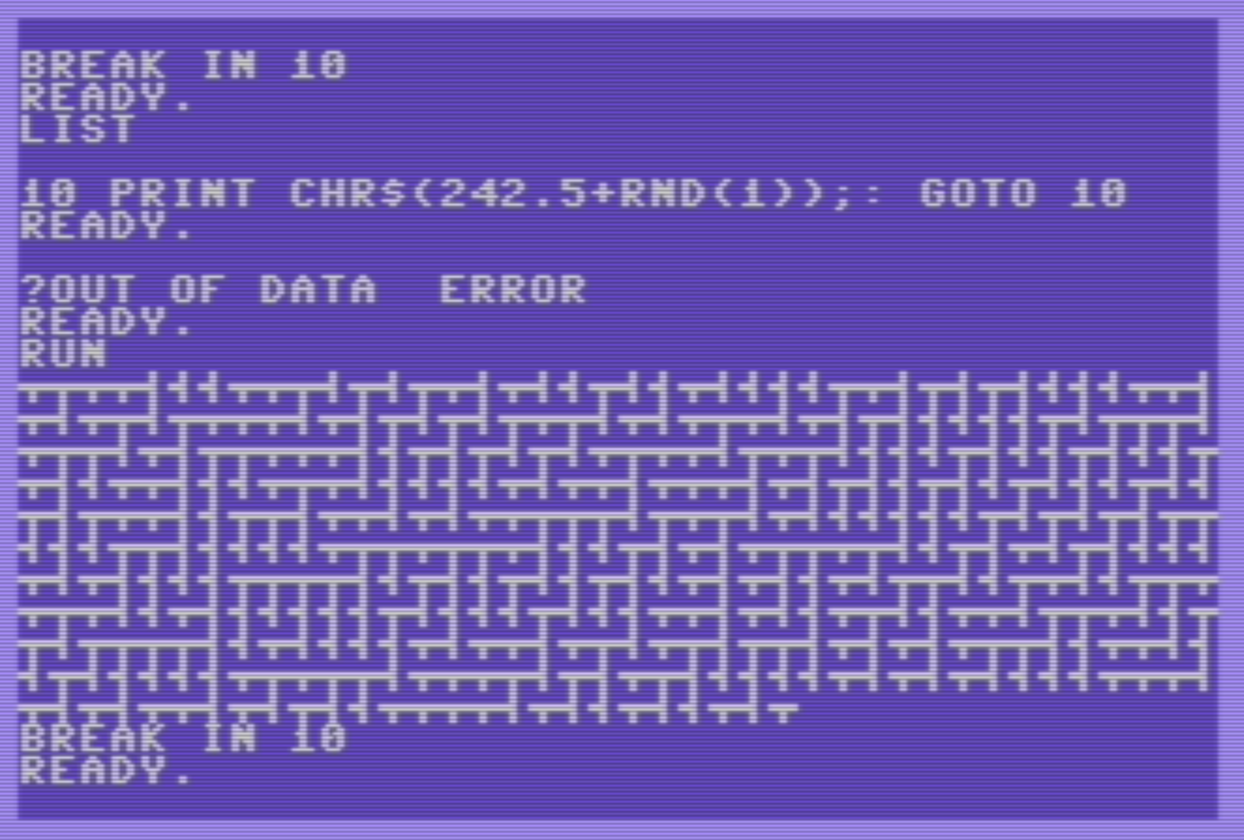 BREAK IN 10
READY.
LIST
10 PRINT CHR$(242.5+RND(1));: GOTO 10
READY.
?OUT OF DATA  ERROR
READY.
RUN
BREAK IN 10
READY.